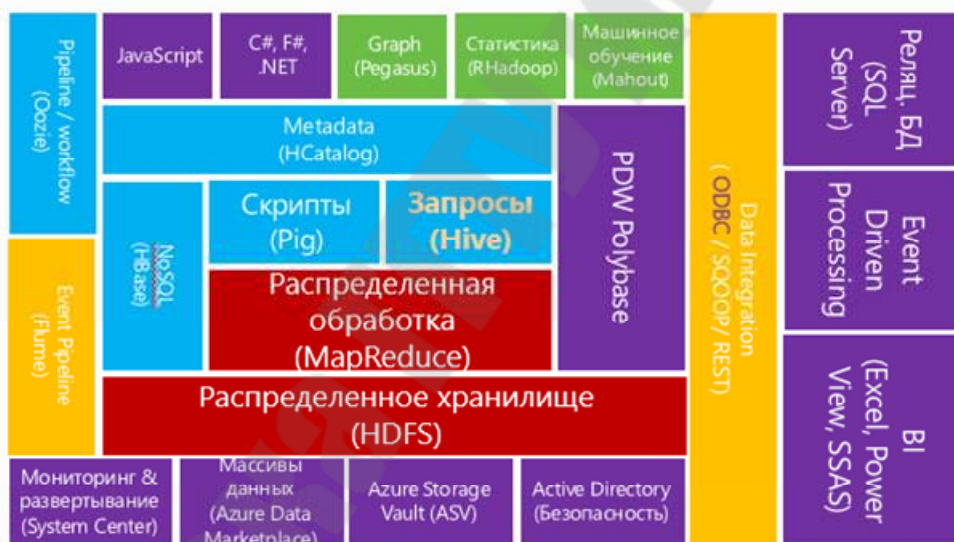 Pipeline / workflow
(Oozie)
JavaScript
C#, F#,
.NET
Graph
(Pegasus)
Статистика
(RHadoop)
Машинное
обучение
(Mahout)
Metadata
(HCatalog)
NoSQL
(HBase)
Скрипты
(Pig)
Запросы
(Hive)
Распределенная
обработка
(MapReduce)
PDW Polybase
Event Pipeline
(Flume)
Распределенное хранилище
(HDFS)
Data Integration
(ODBC / SQOOP/ REST)
Реляц. БД
(SQL
Server)
Event
Driven
Processing
BI
(Excel, Power
View, SSAS)
Мониторинг &
развертывание
(System Center)
Массивы
данных
(Azure Data
Marketplace)
Azure Storage
Vault (ASV)
Active Directory
(Безопасность)